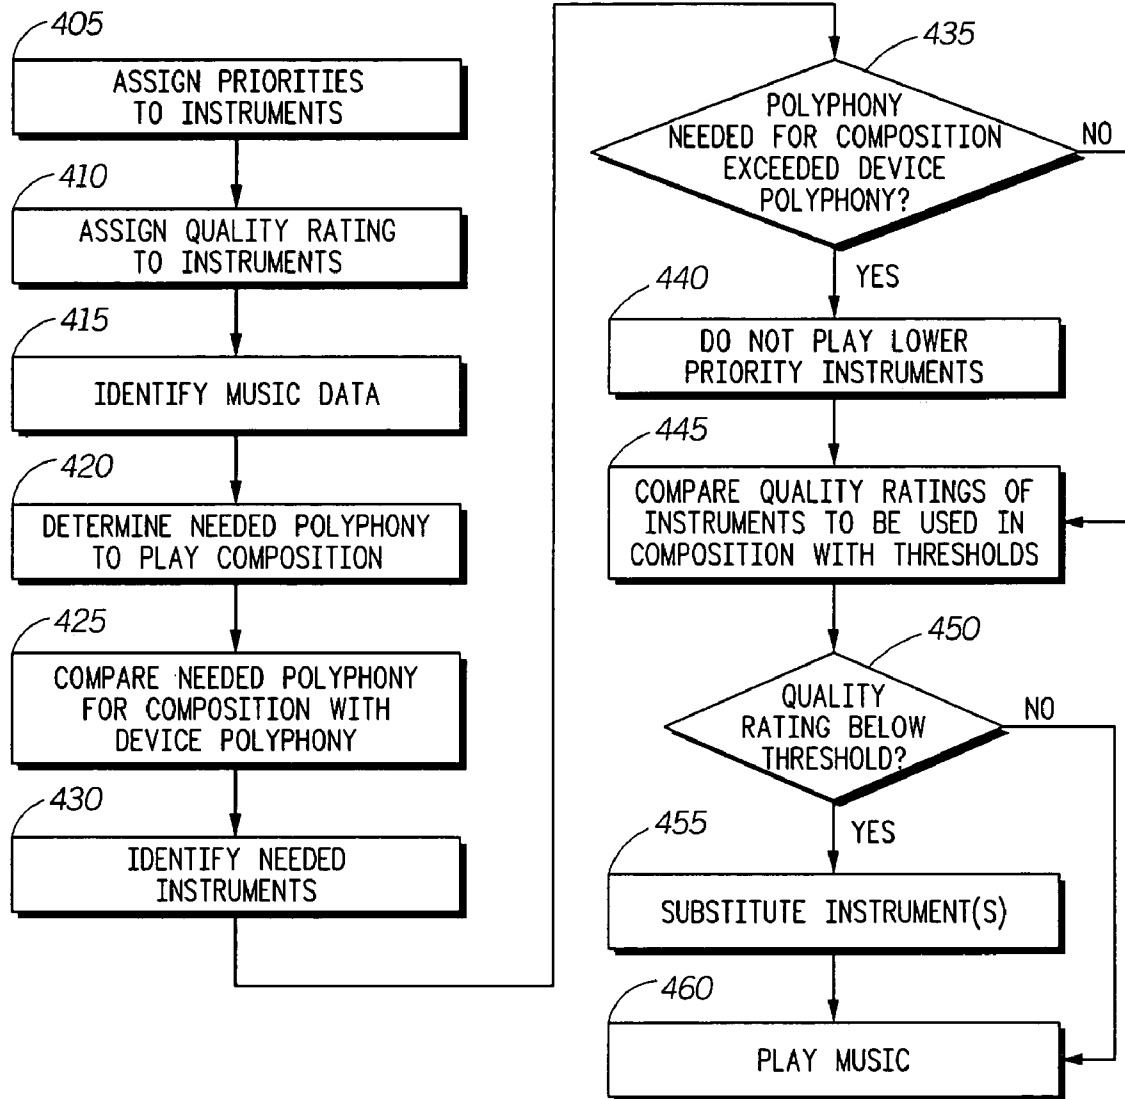 405
ASSIGN PRIORITIES
TO INSTRUMENTS
410
ASSIGN QUALITY RATING
TO INSTRUMENTS
415
IDENTIFY MUSIC DATA
420
DETERMINE NEEDED POLYPHONY
TO PLAY COMPOSITION
425
COMPARE NEEDED POLYPHONY
FOR COMPOSITION WITH
DEVICE POLYPHONY
430
IDENTIFY NEEDED
INSTRUMENTS
435
POLYPHONY
NEEDED FOR COMPOSITION
EXCEEDED DEVICE
POLYPHONY?
NO
YES
440
DO NOT PLAY LOWER
PRIORITY INSTRUMENTS
445
COMPARE QUALITY RATINGS OF
INSTRUMENTS TO BE USED IN
COMPOSITION WITH THRESHOLDS
450
QUALITY
RATING BELOW
THRESHOLD?
NO
YES
455
SUBSTITUTE INSTRUMENT(S)
460
PLAY MUSIC